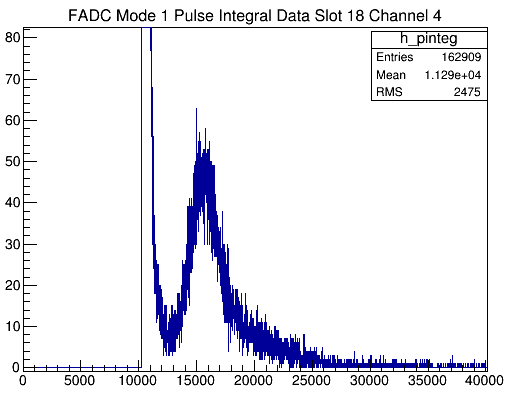 FADC Mode 1 Pulse Integral Data Slot 18 Channel 4
h_pinteg
Entries 162909
Mean 1.129e+04
RMS 2475
80
70
60
50
40
30
20
10
0
0 5000 10000 15000 20000 25000 30000 35000 40000